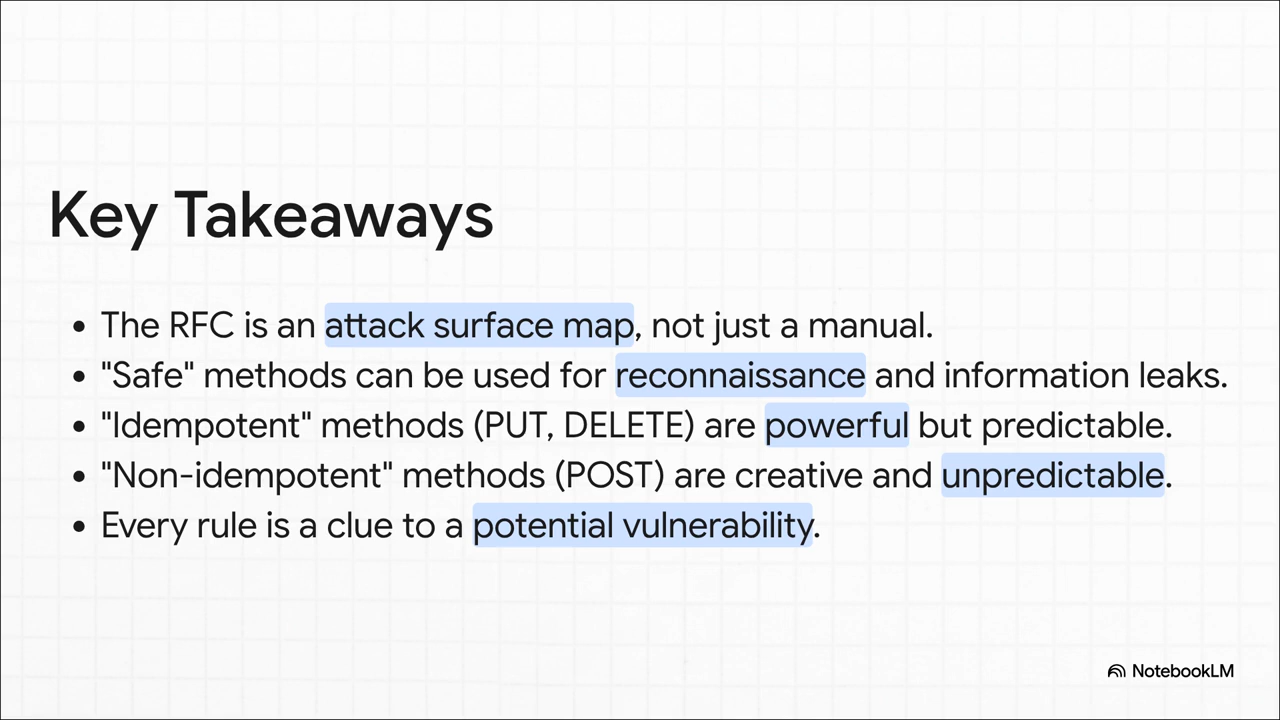 Key Takeaways
• The RFC is an attack surface map, not just a manual.
• "Safe" methods can be used for reconnaissance and information leaks.
• "Idempotent" methods (PUT, DELETE) are powerful but predictable.
• "Non-idempotent" methods (POST) are creative and unpredictable.
• Every rule is a clue to a potential vulnerability.
NotebookLM